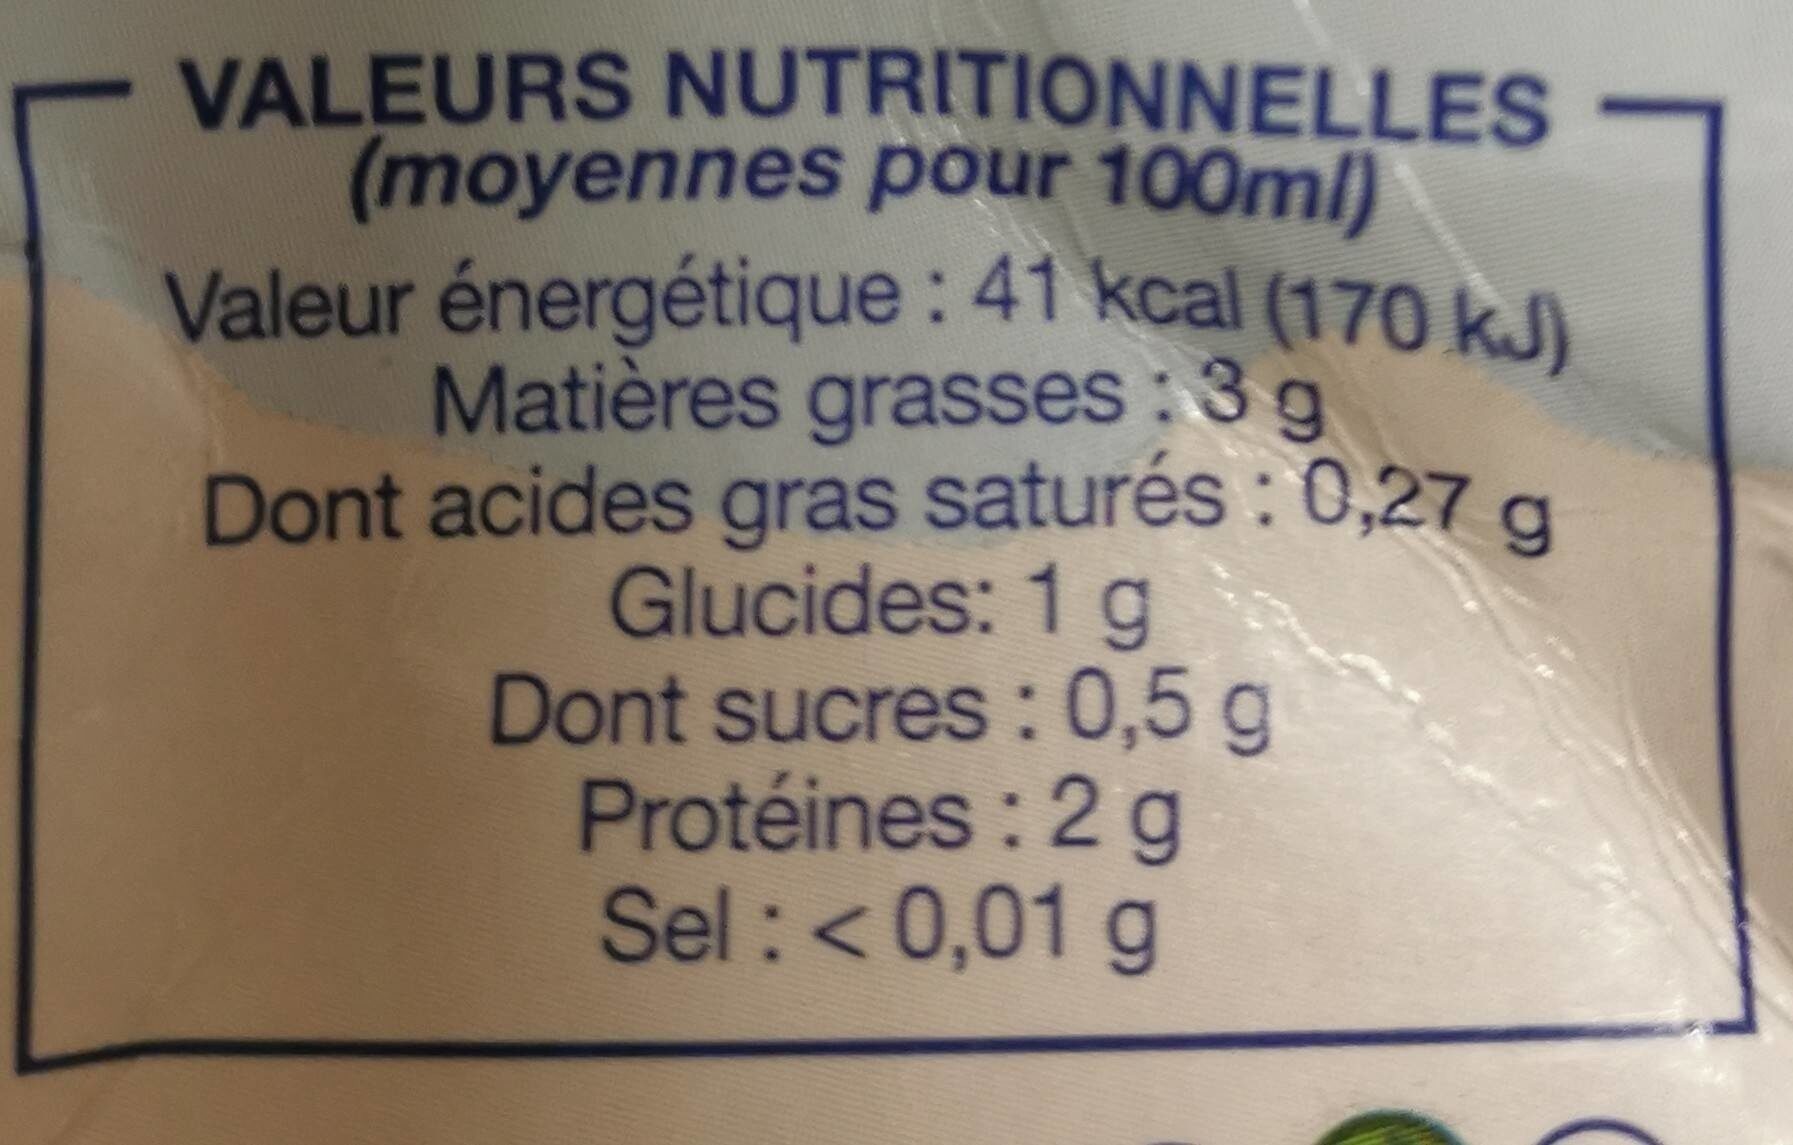 VALEURS NUTRITIONNELLES
(moyennes pour 100ml)
Valeur énergétique : 41 kcal (170 kJ)
Matières grasses : 3 g
Dont acides gras saturés : 0,27 g
Glucides: 1 g
Dont sucres : 0,5 g
Protéines : 2 g
Sel : < 0,01 g